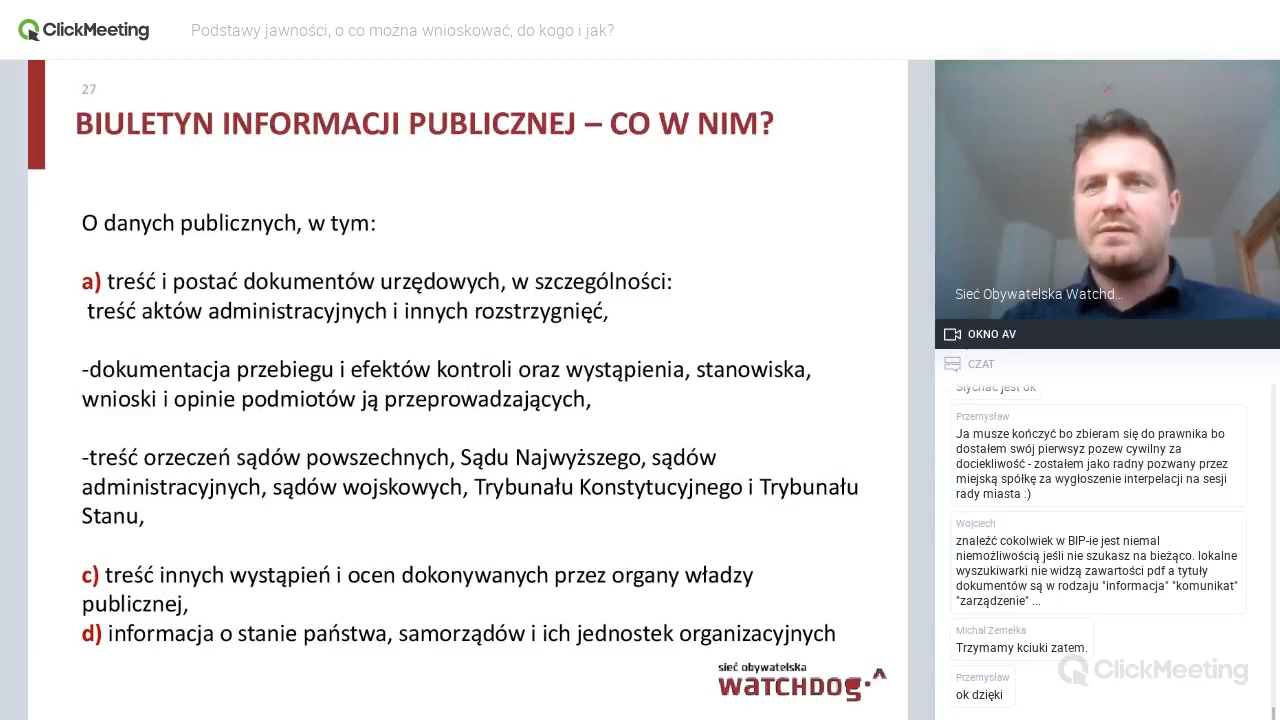 ClickMeeting
Podstawy jawności, o co można wnioskować, do kogo i jak?
27
BIULETYN INFORMACJI PUBLICZNEJ – CO W NIM?
O danych publicznych, w tym:
a) treść i postać dokumentów urzędowych, w szczególności:
treść aktów administracyjnych i innych rozstrzygnięć,
-dokumentacja przebiegu i efektów kontroli oraz wystąpienia, stanowiska,
wnioski i opinie podmiotów ją przeprowadzających,
-treść orzeczeń sądów powszechnych, Sądu Najwyższego, sądów
administracyjnych, sądów wojskowych, Trybunału Konstytucyjnego i Trybunału
Stanu,
c) treść innych wystąpień i ocen dokonywanych przez organy władzy
publicznej,
d) informacja o stanie państwa, samorządów i ich jednostek organizacyjnych
sieć obywatelska
WATCHDOG
Sieć Obywatelska Watchd...
OKNO AV
CZAT
Słychać jest ok
Przemysław
Ja musze kończyć bo zbieram się do prawnika bo
dostałem swój pierwsyz pozew cywilny za
dociekliwość - zostałem jako radny pozwany przez
miejską spółkę za wygłoszenie interpelacji na sesji
rady miasta :)
Wojciech
znaleźć cokolwiek w BIP-ie jest niemal
niemożliwością jeśli nie szukasz na bieżąco. lokalne
wyszukiwarki nie widzą zawartości pdf a tytuły
dokumentów są w rodzaju "informacja" "komunikat"
"zarządzenie" ...
Michał Zemełka
Trzymamy kciuki zatem.
ClickMeeting
Przemysław
ok dzięki